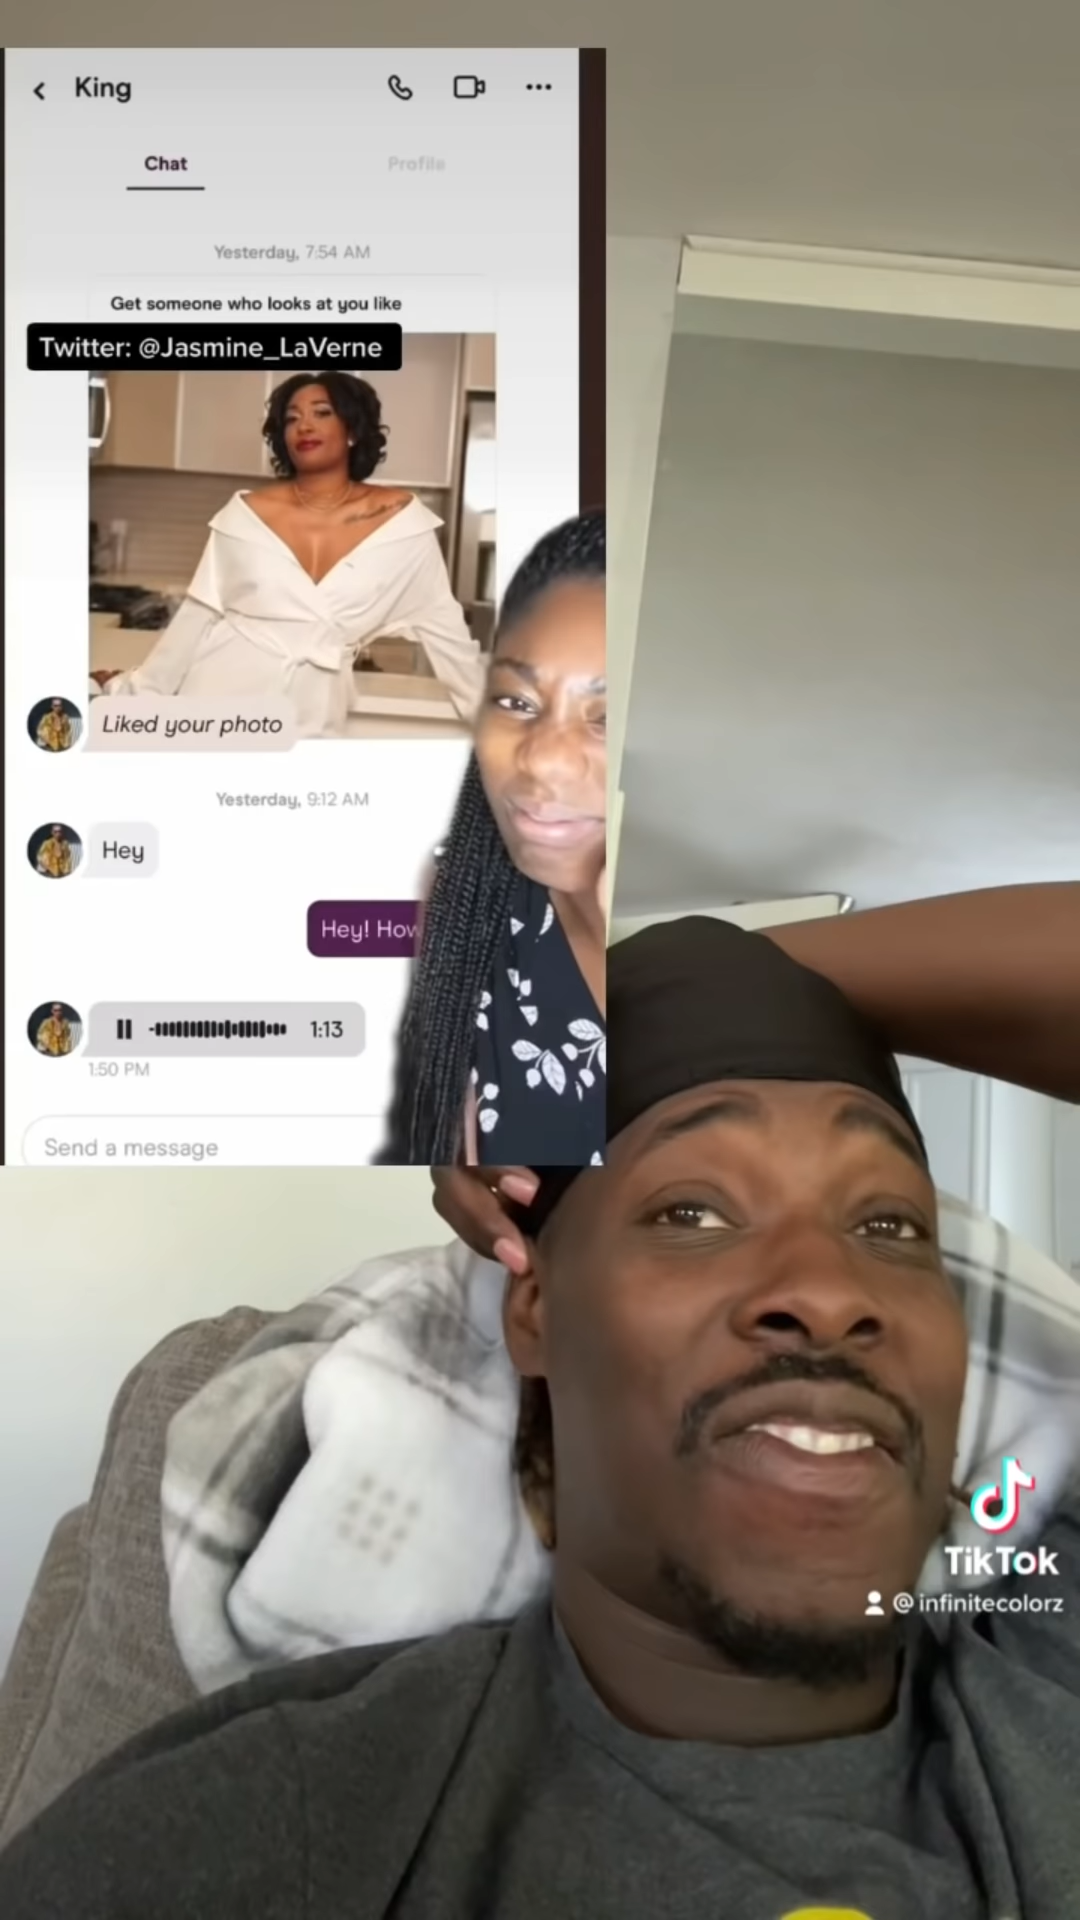 King
Chat
Profile
Yesterday, 7:54 AM
Get someone who looks at you like
Twitter: @Jasmine_LaVerne
Liked your photo
Yesterday, 9:12 AM
Hey
Hey! How
1:13
1:50 PM
Send a message
TikTok
@infinitecolorz